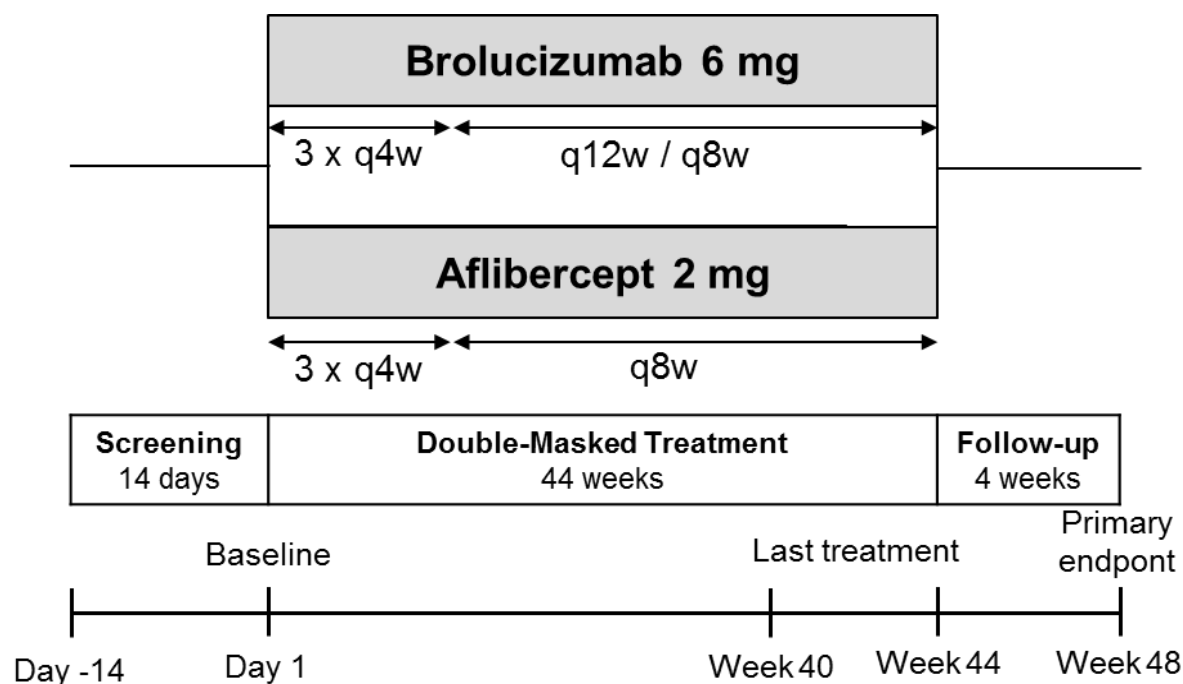 Brolucizumab 6 mg
3 x q4w
q12w / q8w
Aflibercept 2 mg
3 x q4w
q8w
Screening
14 days
Double-Masked Treatment
44 weeks
Follow-up
4 weeks
Baseline
Last treatment
Primary
endpont
Day -14
Day 1
Week 40
Week 44
Week 48